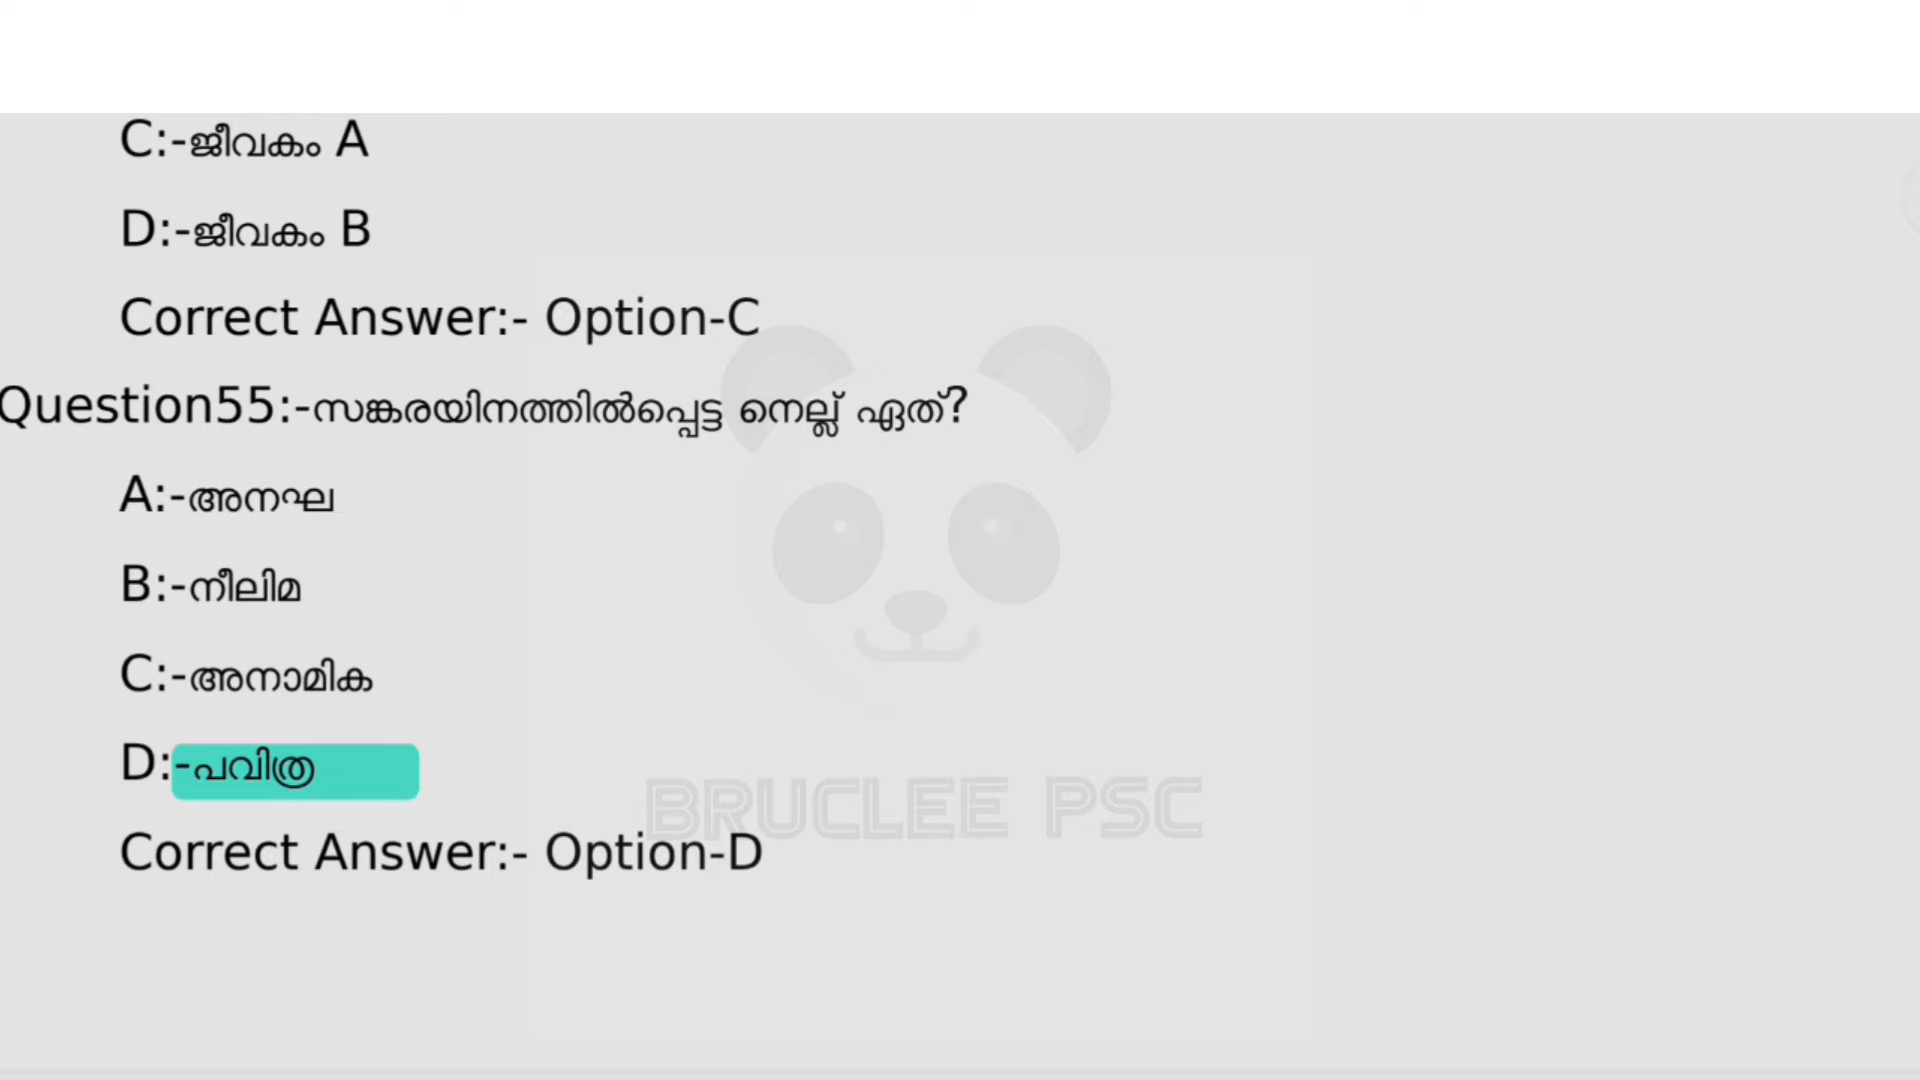 C:-ജീവകം A
D:-ജീവകം B
Correct Answer:- Option-C
Question55:-സങ്കരയിനത്തിൽപ്പെട്ട നെല്ല് ഏത്?
A:-അനഘ
B:-നീലിമ
C:-അനാമിക
D:-പവിത്ര
BRUCLEE PSC
Correct Answer:- Option-D